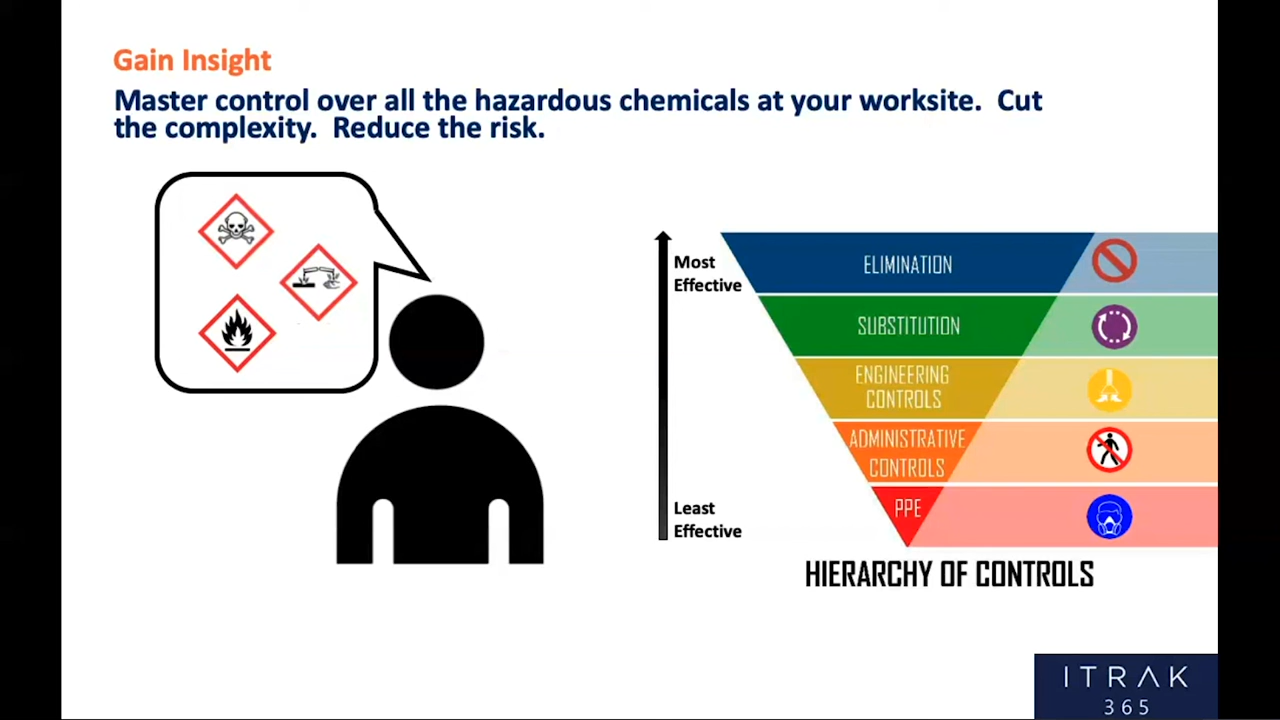 Gain Insight
Master control over all the hazardous chemicals at your worksite.  Cut
the complexity.  Reduce the risk.
Most
Effective
ELIMINATION
SUBSTITUTION
ENGINEERING
CONTROLS
ADMINISTRATIVE
CONTROLS
Least
Effective
PPE
HIERARCHY OF CONTROLS
ITRAK
365